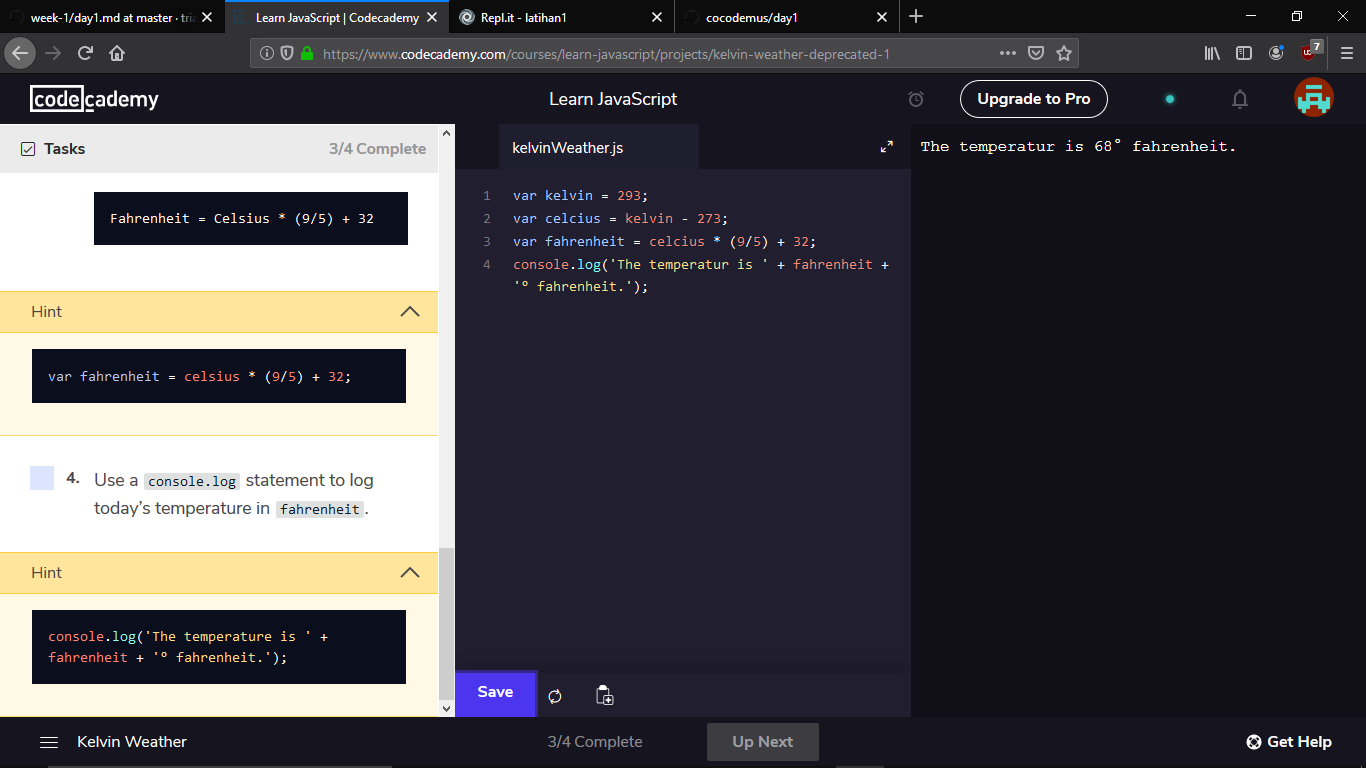 week-1/day1.md at master · tri
Learn JavaScript | Codecademy
Repl.it - latihan1
cocodemus/day1
https://www.codecademy.com/courses/learn-javascript/projects/kelvin-weather-deprecated-1
7
codecademy
Learn JavaScript
Upgrade to Pro
Tasks
3/4 Complete
Fahrenheit = Celsius * (9/5) + 32
Hint
var fahrenheit = celsius * (9/5) + 32;
4. Use a console.log statement to log
today's temperature in fahrenheit.
Hint
console.log('The temperature is ' +
fahrenheit + '° fahrenheit.');
kelvinWeather.js
1 var kelvin = 293;
2 var celcius = kelvin - 273;
3 var fahrenheit = celcius * (9/5) + 32;
4 console.log('The temperatur is ' + fahrenheit +
'° fahrenheit.');
Save
The temperatur is 68° fahrenheit.
Kelvin Weather
3/4 Complete
Up Next
Get Help